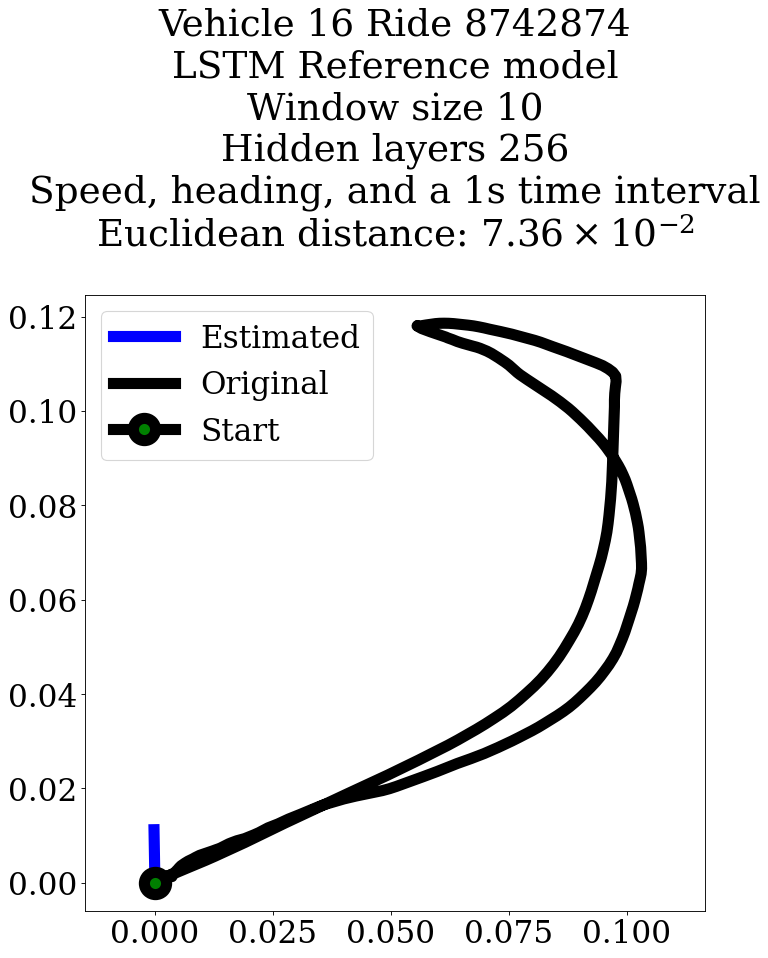 Vehicle 16 Ride 8742874
LSTM Reference model
Window size 10
Hidden layers 256
Speed, heading, and a 1s time interval
Euclidean distance: 7.36 × 10⁻²
Estimated
Original
Start
0.12
0.10
0.08
0.06
0.04
0.02
0.00
0.000 0.025 0.050 0.075 0.100